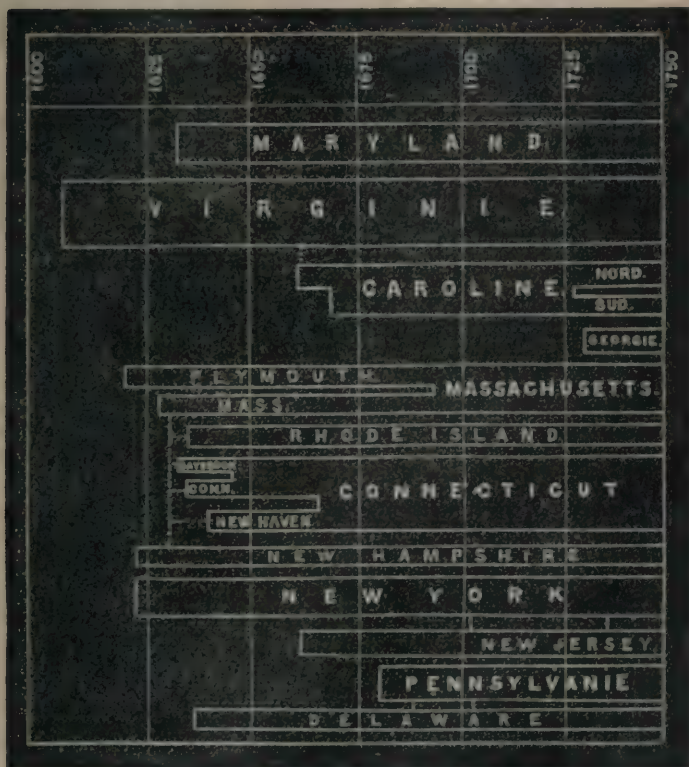 1600 1625 1650 1675 1700 1725 1750
MARYLAND
VIRGINIE
CAROLINE
NORD.
SUD.
GEORGIE.
PLYMOUTH
MASSACHUSETTS.
MASS.
RHODE ISLAND
SAYBROOK
CONN.
CONNECTICUT
NEW HAVEN
NEW HAMPSHIRE
NEW YORK
NEW JERSEY
PENNSYLVANIE
DELAWARE